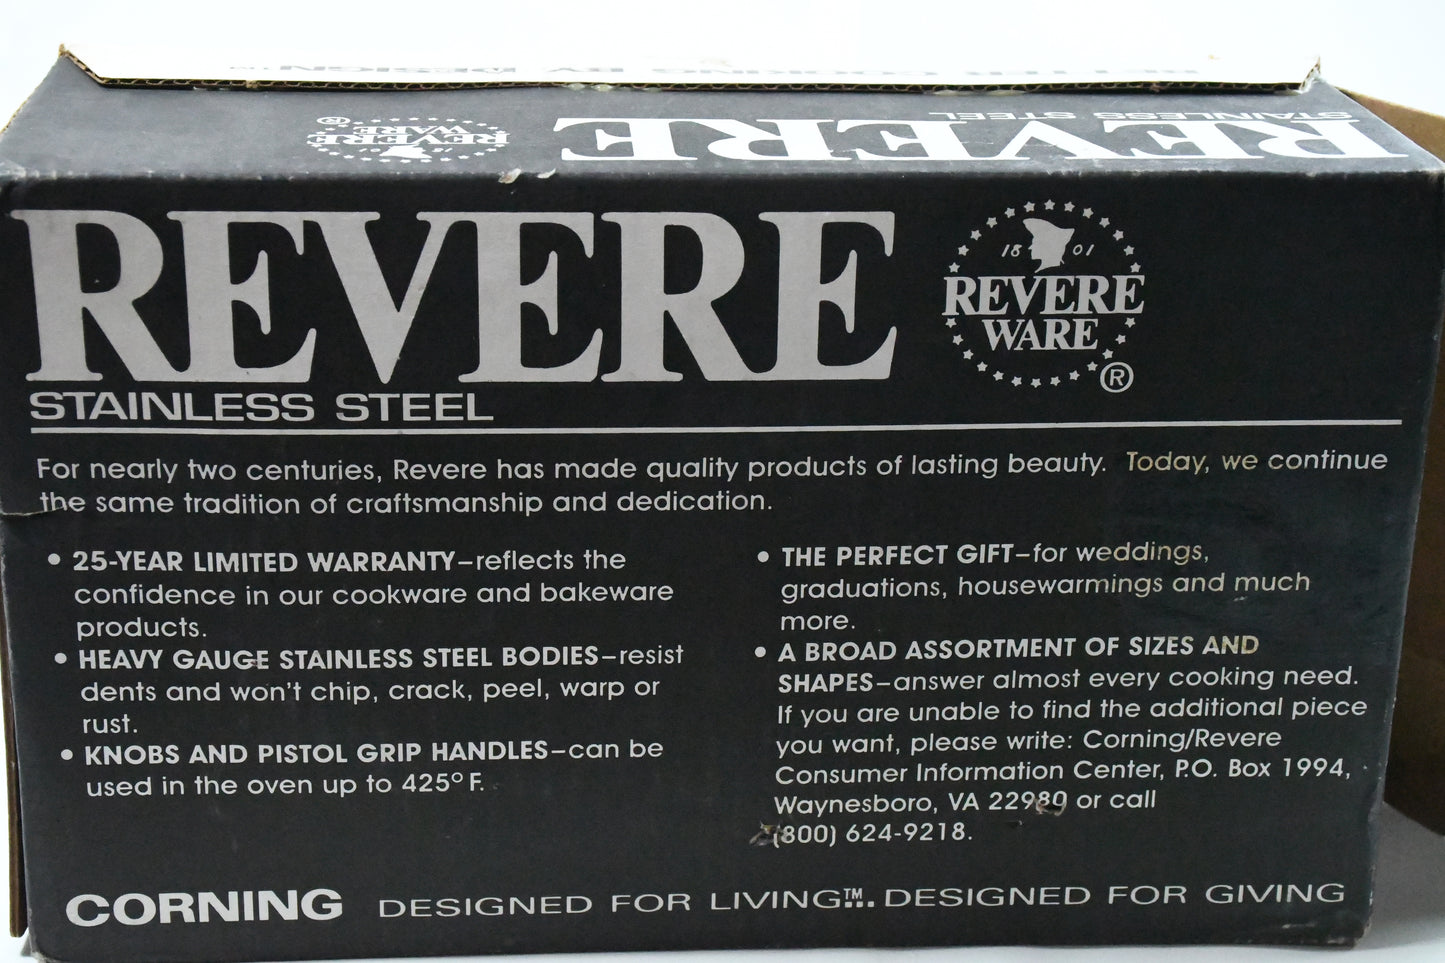 BETTER COOKING BY DESIGN™
STAINLESS STEEL
REVERE
18 01
REVERE
WARE
®
REVERE
STAINLESS STEEL
18 01
REVERE
WARE
®
For nearly two centuries, Revere has made quality products of lasting beauty. Today, we continue
the same tradition of craftsmanship and dedication.
• 25-YEAR LIMITED WARRANTY–reflects the
confidence in our cookware and bakeware
products.
• HEAVY GAUGE STAINLESS STEEL BODIES–resist
dents and won't chip, crack, peel, warp or
rust.
• KNOBS AND PISTOL GRIP HANDLES–can be
used in the oven up to 425° F.
• THE PERFECT GIFT–for weddings,
graduations, housewarmings and much
more.
• A BROAD ASSORTMENT OF SIZES AND
SHAPES–answer almost every cooking need.
If you are unable to find the additional piece
you want, please write: Corning/Revere
Consumer Information Center, P.O. Box 1994,
Waynesboro, VA 22980 or call
(800) 624-9218.
CORNING DESIGNED FOR LIVING™... DESIGNED FOR GIVING